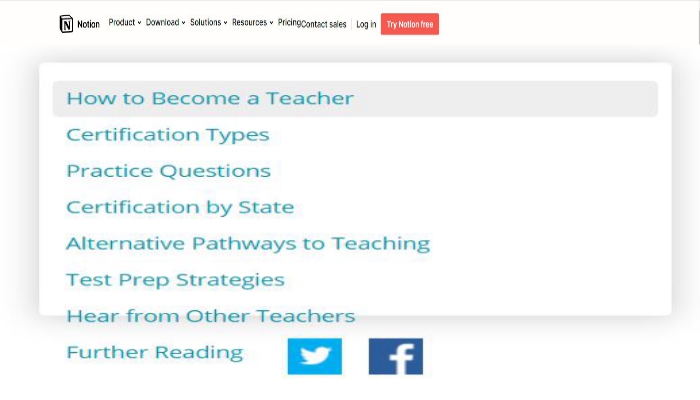 Notion Product Download Solutions Resources Pricing Contact sales Log in Try Notion free
How to Become a Teacher
Certification Types
Practice Questions
Certification by State
Alternative Pathways to Teaching
Test Prep Strategies
Hear from Other Teachers
Further Reading